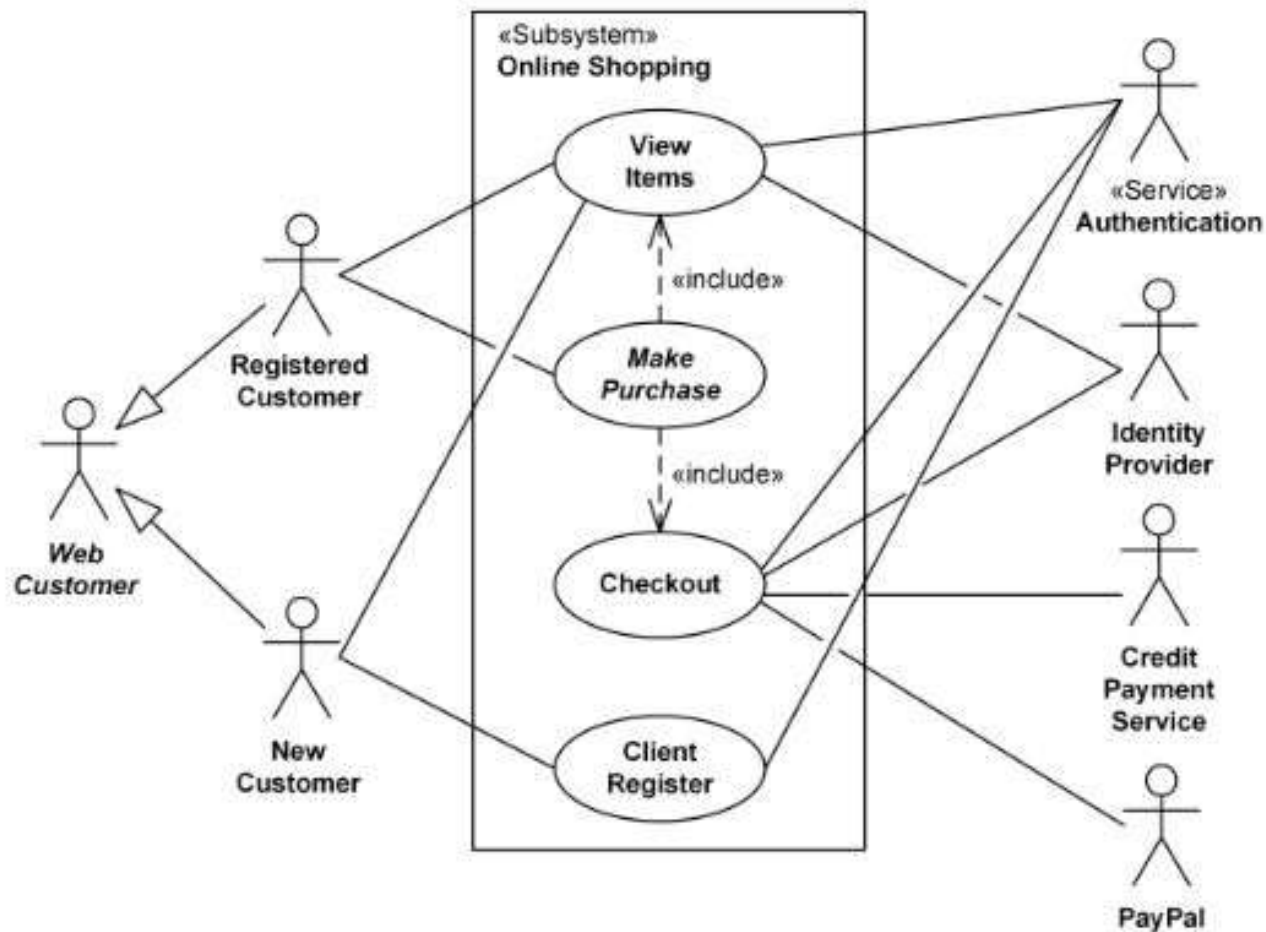 «Subsystem»
Online Shopping
View
Items
«Service»
Authentication
«include»
Registered
Customer
Make
Purchase
Identity
Provider
«include»
Web
Customer
Checkout
Credit
Payment
Service
New
Customer
Client
Register
PayPal